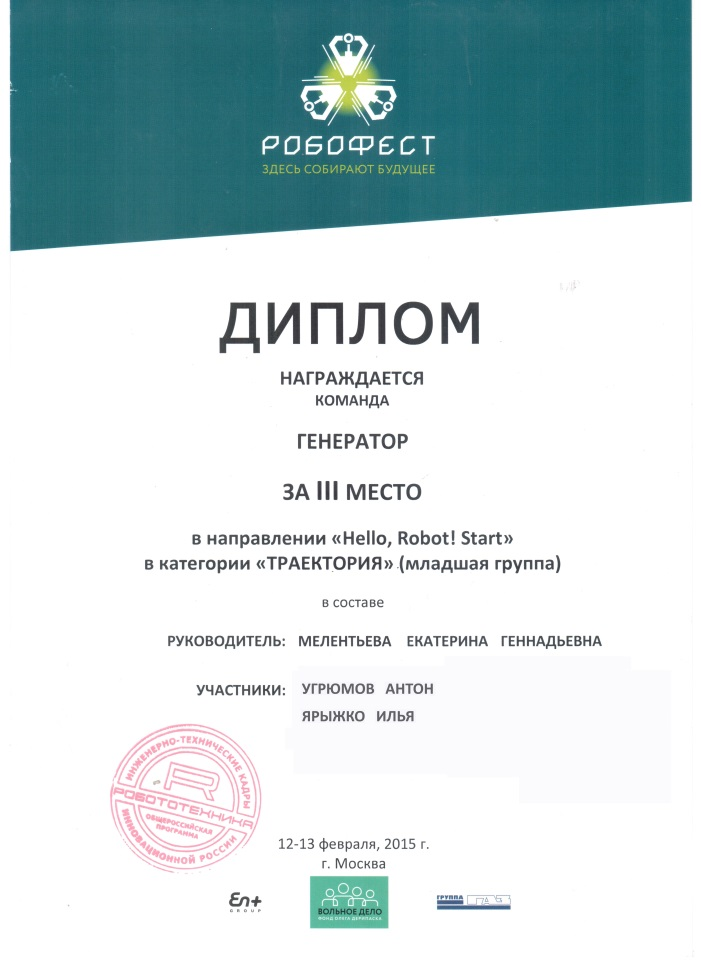 РОБОФЕСТ
ЗДЕСЬ СОБИРАЮТ БУДУЩЕЕ
ДИПЛОМ
НАГРАЖДАЕТСЯ
КОМАНДА
ГЕНЕРАТОР
ЗА III МЕСТО
в направлении «Hello, Robot! Start»
в категории «ТРАЕКТОРИЯ» (младшая группа)
в составе
РУКОВОДИТЕЛЬ: МЕЛЕНТЬЕВА ЕКАТЕРИНА ГЕННАДЬЕВНА
УЧАСТНИКИ: УГРЮМОВ АНТОН
ЯРЫЖКО ИЛЬЯ
ИНЖЕНЕРНО-ТЕХНИЧЕСКИЕ КАДРЫ
R
РОБОТОТЕХНИКА
ОБЩЕРОССИЙСКАЯ
ПРОГРАММА
ИННОВАЦИОННОЙ РОССИИ
12-13 февраля, 2015 г.
г. Москва
En+
GROUP
ВОЛЬНОЕ ДЕЛО
ФОНД ОЛЕГА ДЕРИПАСКА
ГРУППА
ГАЗ